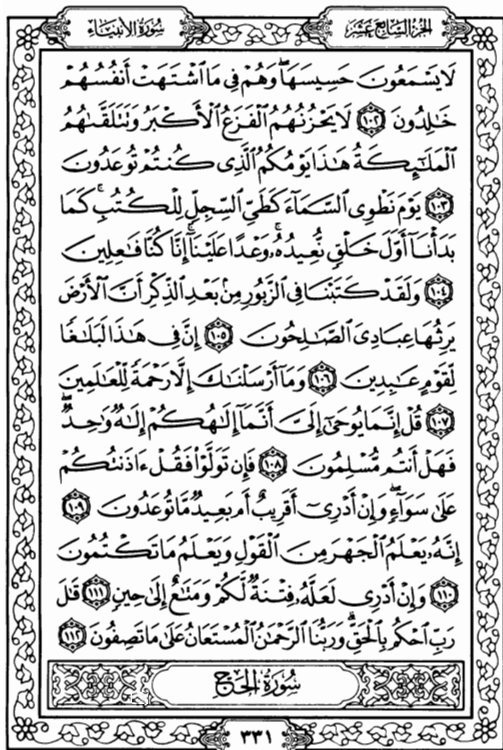 الجزء السابع عشر
سورة الأنبياء
لَا يَسْمَعُونَ حَسِيسَهَا ۖ وَهُمْ فِي مَا اشْتَهَتْ أَنفُسُهُمْ
خَالِدُونَ ١٠٢ لَا يَحْزُنُهُمُ الْفَزَعُ الْأَكْبَرُ وَتَتَلَقَّاهُمُ
الْمَلَائِكَةُ هَٰذَا يَوْمُكُمُ الَّذِي كُنتُمْ تُوعَدُونَ
١٠٣ يَوْمَ نَطْوِي السَّمَاءَ كَطَيِّ السِّجِلِّ لِلْكُتُبِ ۚ كَمَا
بَدَأْنَا أَوَّلَ خَلْقٍ نُّعِيدُهُ ۚ وَعْدًا عَلَيْنَا ۚ إِنَّا كُنَّا فَاعِلِينَ
١٠٤ وَلَقَدْ كَتَبْنَا فِي الزَّبُورِ مِنْ بَعْدِ الذِّكْرِ أَنَّ الْأَرْضَ
يَرِثُهَا عِبَادِيَ الصَّالِحُونَ ١٠٥ إِنَّ فِي هَٰذَا لَبَلَاغًا
لِّقَوْمٍ عَابِدِينَ ١٠٦ وَمَا أَرْسَلْنَاكَ إِلَّا رَحْمَةً لِّلْعَالَمِينَ
١٠٧ قُلْ إِنَّمَا يُوحَىٰ إِلَيَّ أَنَّمَا إِلَٰهُكُمْ إِلَٰهٌ وَاحِدٌ ۖ
فَهَلْ أَنتُم مُّسْلِمُونَ ١٠٨ فَإِن تَوَلَّوْا فَقُلْ ءَاذَنتُكُمْ
عَلَىٰ سَوَاءٍ ۖ وَإِنْ أَدْرِي أَقَرِيبٌ أَم بَعِيدٌ مَّا تُوعَدُونَ ١٠٩
إِنَّهُ يَعْلَمُ الْجَهْرَ مِنَ الْقَوْلِ وَيَعْلَمُ مَا تَكْتُمُونَ
١١٠ وَإِنْ أَدْرِي لَعَلَّهُ فِتْنَةٌ لَّكُمْ وَمَتَاعٌ إِلَىٰ حِينٍ ١١١ قَالَ
رَبِّ احْكُم بِالْحَقِّ ۗ وَرَبُّنَا الرَّحْمَٰنُ الْمُسْتَعَانُ عَلَىٰ مَا تَصِفُونَ ١١٢
سورة الحج
٣٣١